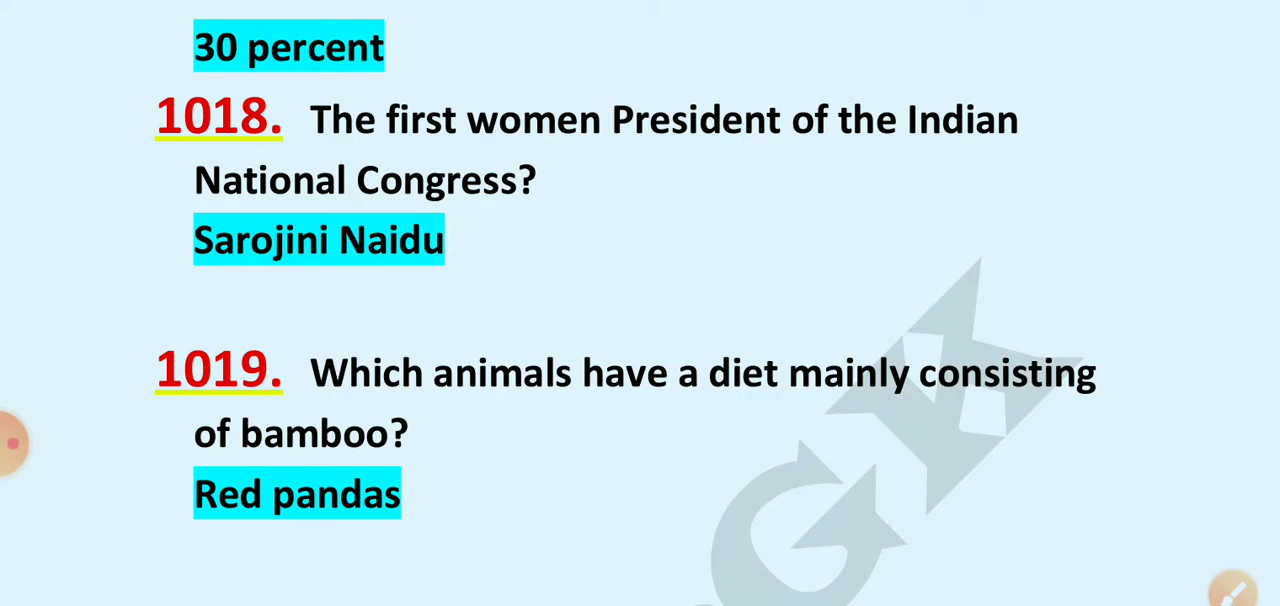 30 percent
1018. The first women President of the Indian
National Congress?
Sarojini Naidu
1019. Which animals have a diet mainly consisting
of bamboo?
Red pandas
GK